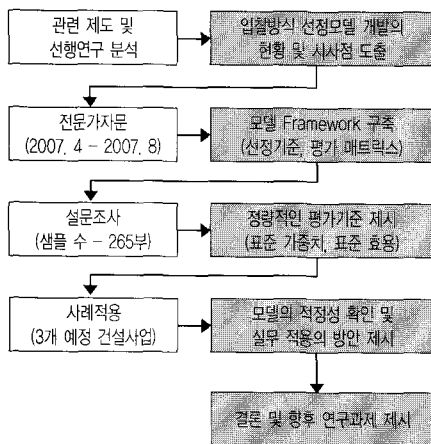 관련 제도 및
선행연구 분석
입찰방식 선정모델 개발의
현황 및 시사점 도출
전문가자문
(2007. 4 - 2007. 8)
모델 Framework 구축
(선정기준, 평가 매트릭스)
설문조사
(샘플 수 - 265부)
정량적인 평가기준 제시
(표준 가중치, 표준 효용)
사례적용
(3개 예정 건설사업)
모델의 적정성 확인 및
실무 적용의 방안 제시
결론 및 향후 연구과제 제시